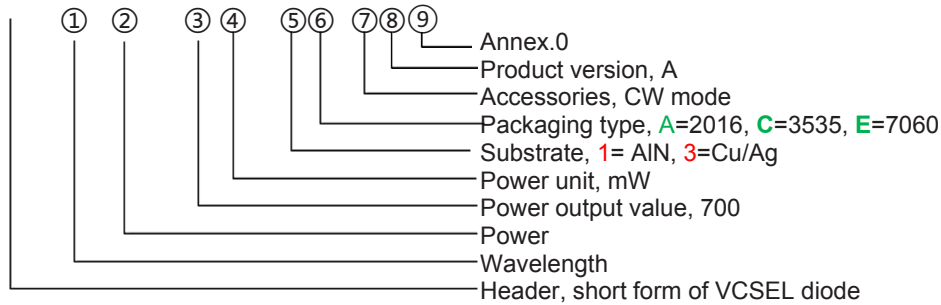 ① ② ③ ④ ⑤ ⑥ ⑦ ⑧ ⑨
Annex.0
Product version, A
Accessories, CW mode
Packaging type, A=2016, C=3535, E=7060
Substrate, 1= AlN, 3=Cu/Ag
Power unit, mW
Power output value, 700
Power
Wavelength
Header, short form of VCSEL diode